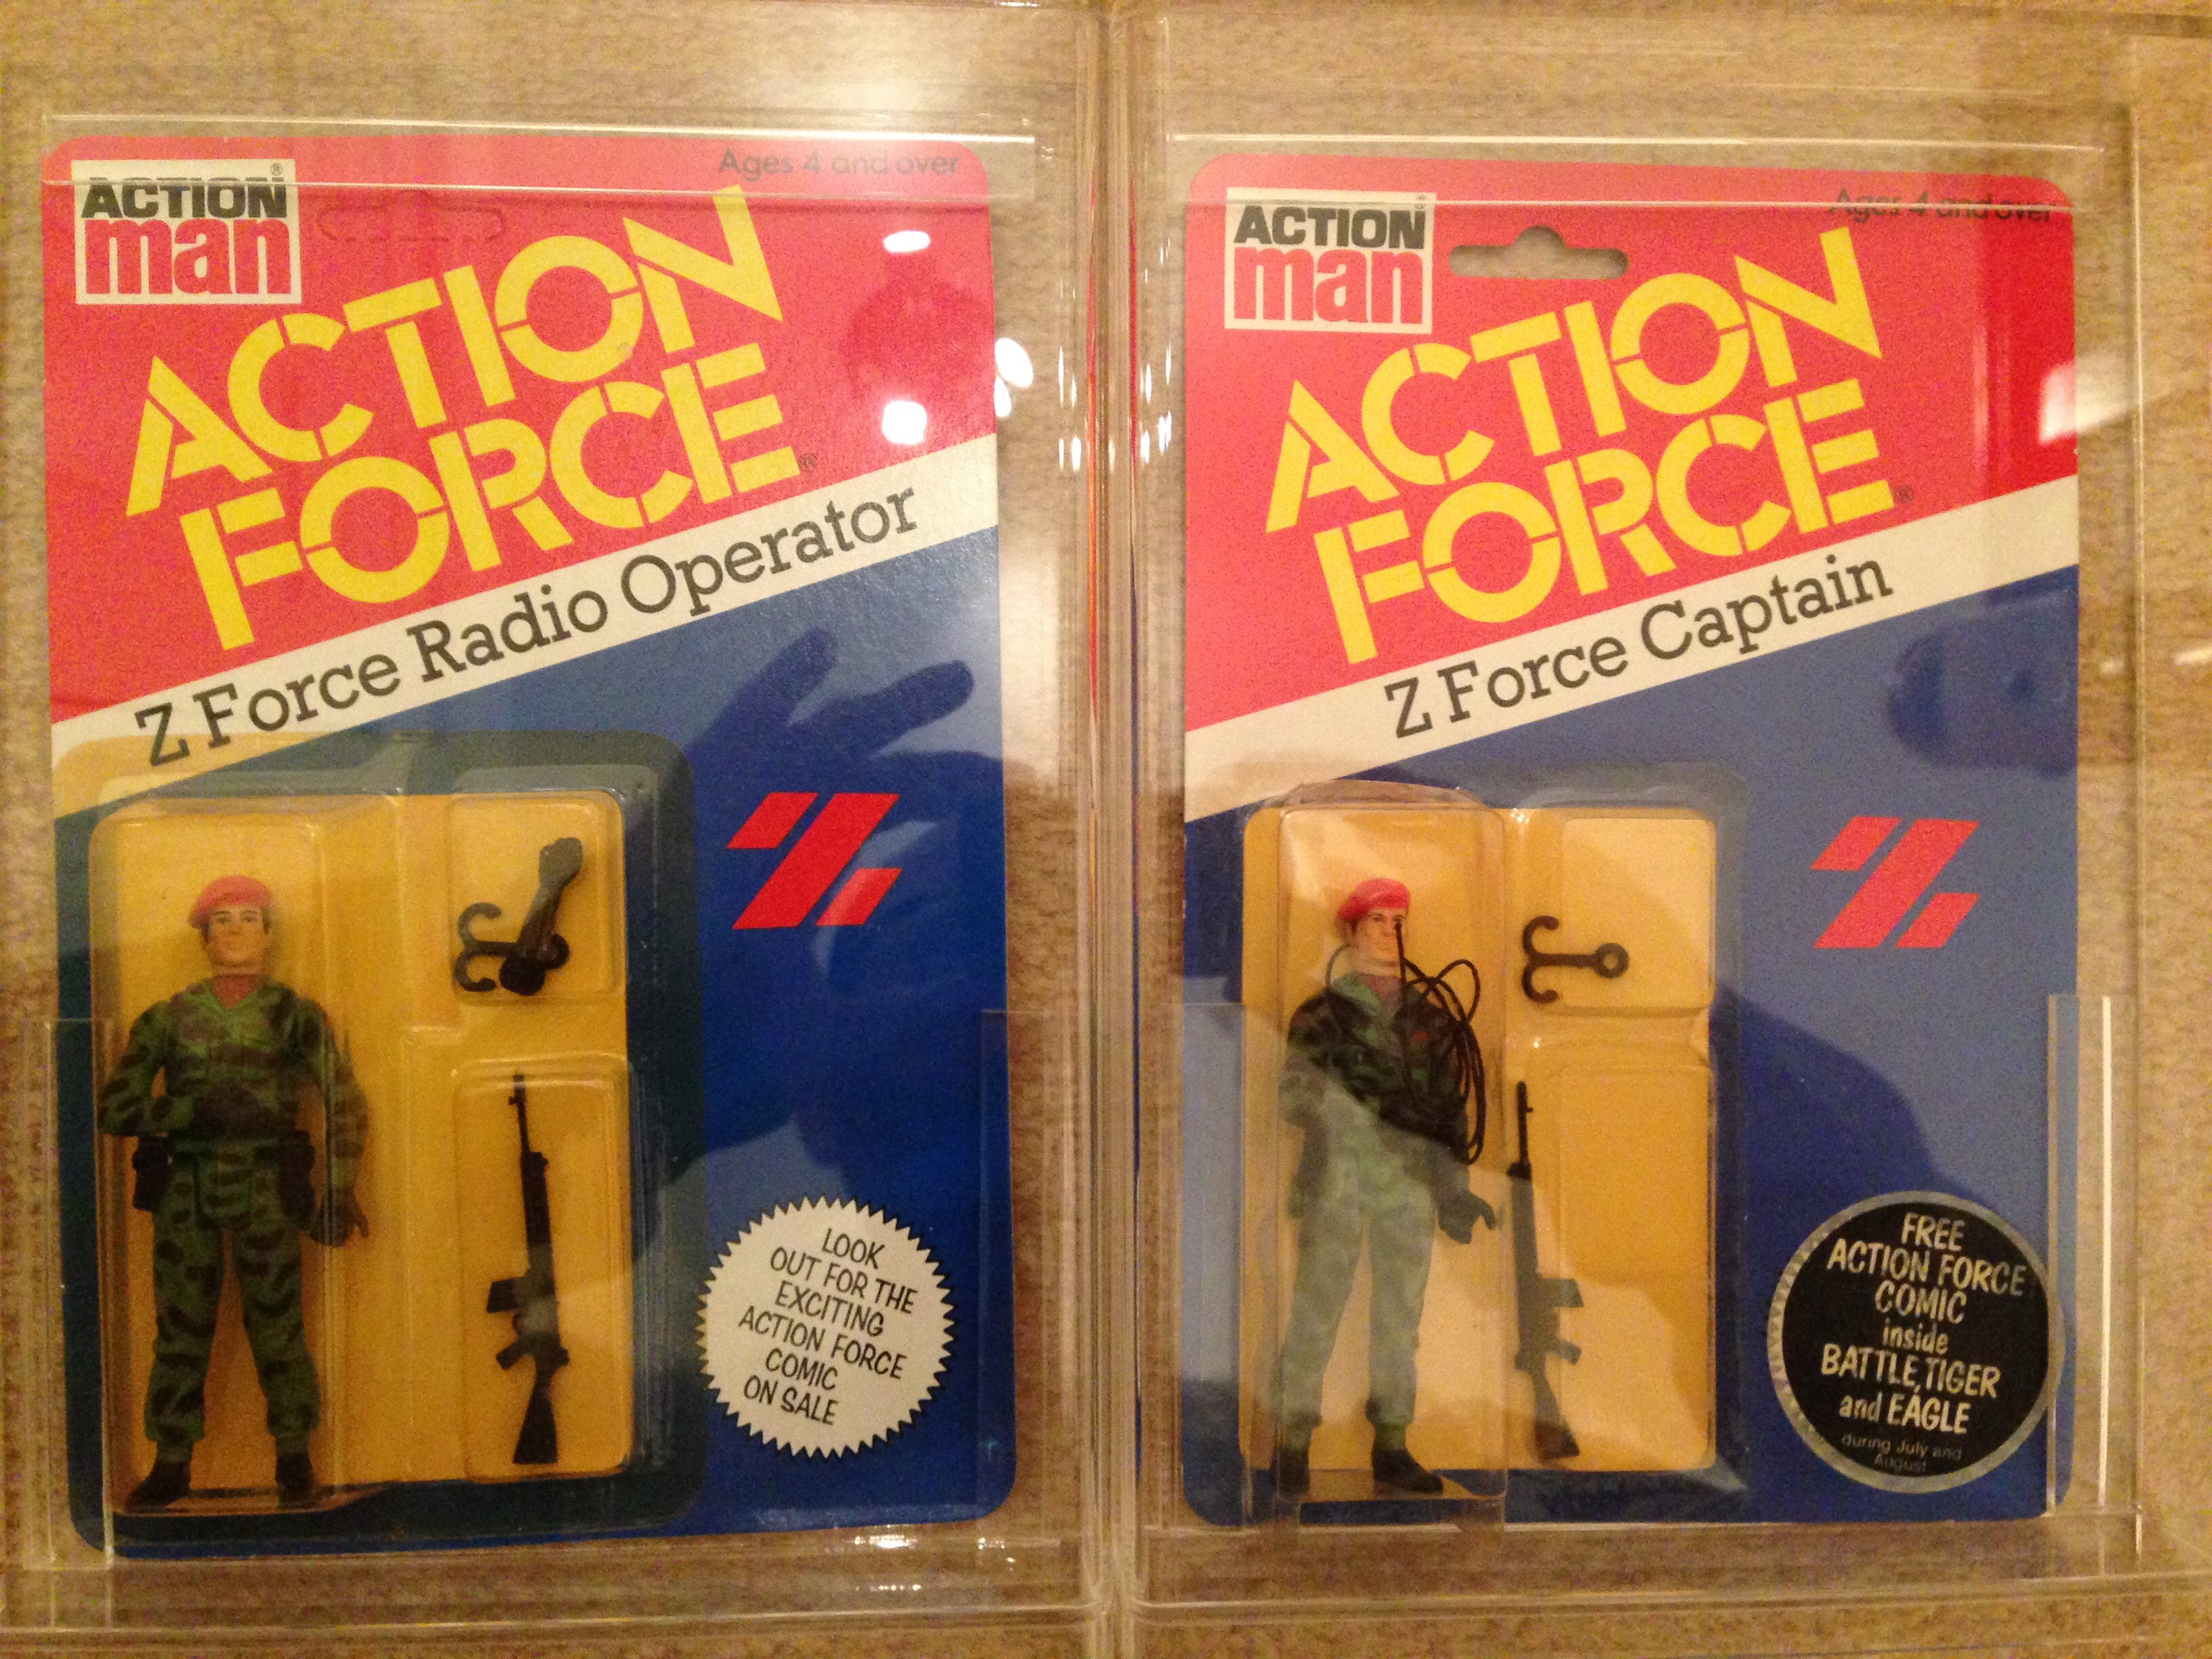 ACTION®
man
Ages 4 and over
ACTION
FORCE®
Z Force Radio Operator
Z
LOOK
OUT FOR THE
EXCITING
ACTION FORCE
COMIC
ON SALE
ACTION®
man
Ages 4 and over
ACTION
FORCE®
Z Force Captain
Z
FREE
ACTION FORCE
COMIC
inside
BATTLE, TIGER
and EAGLE
during July and
August